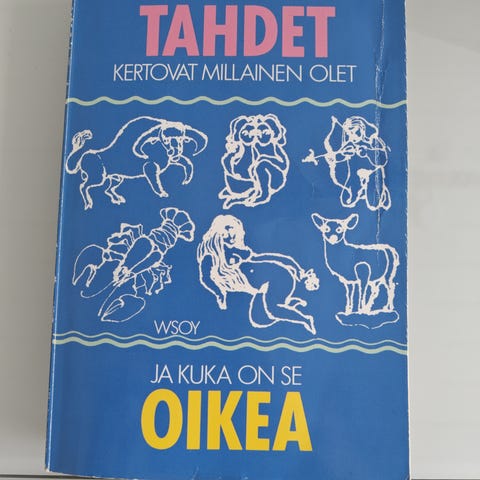 TAHDET
KERTOVAT MILLAINEN OLET
WSOY
JA KUKA ON SE
OIKEA